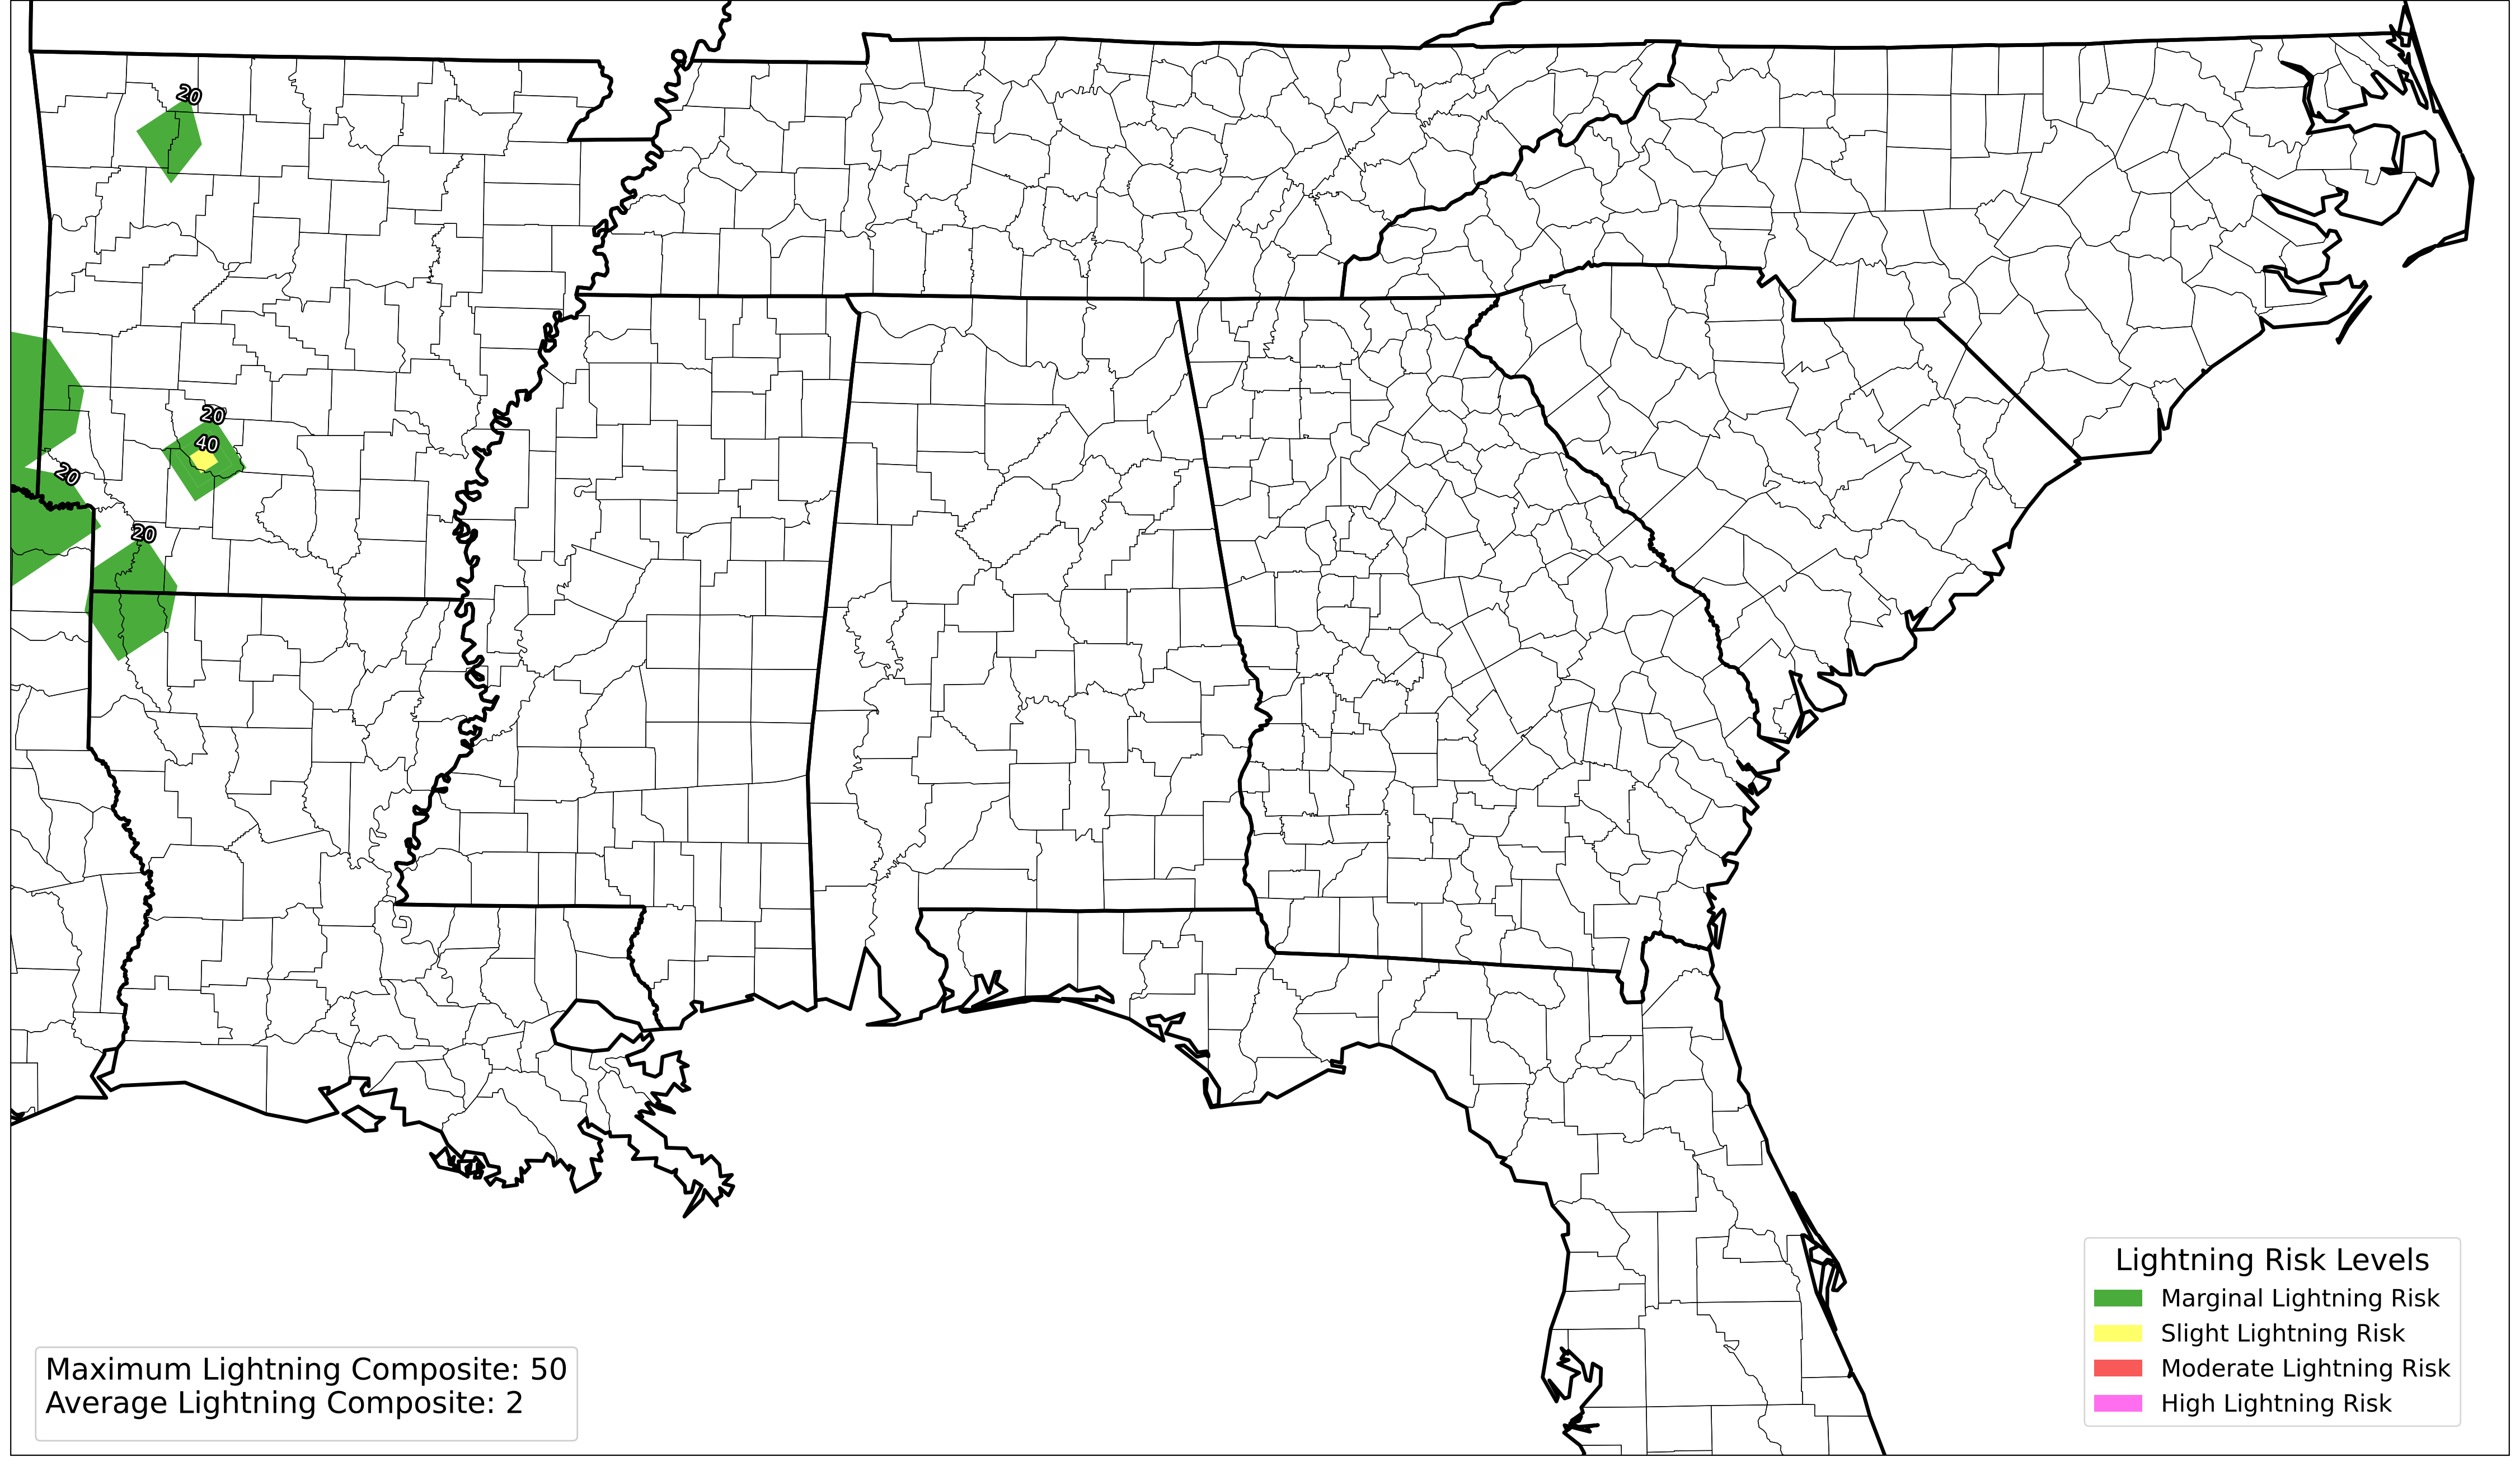 20
20
40
20
20
Maximum Lightning Composite: 50
Average Lightning Composite: 2
Lightning Risk Levels
Marginal Lightning Risk
Slight Lightning Risk
Moderate Lightning Risk
High Lightning Risk